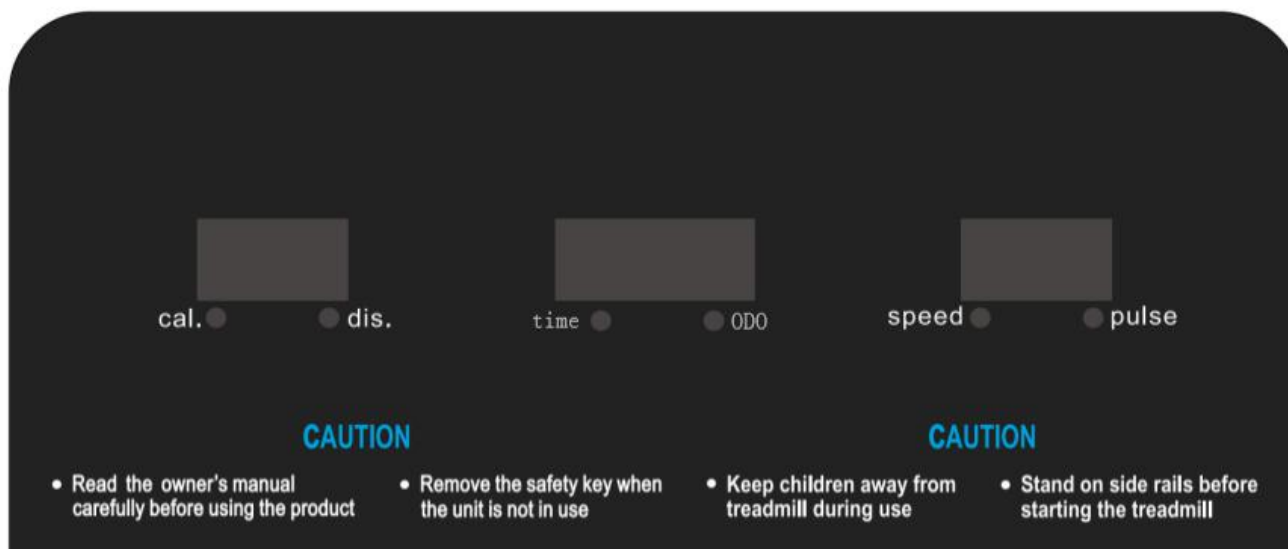 cal. dis. time ODO speed pulse
CAUTION
• Read the owner's manual
carefully before using the product
• Remove the safety key when
the unit is not in use
CAUTION
• Keep children away from
treadmill during use
• Stand on side rails before
starting the treadmill